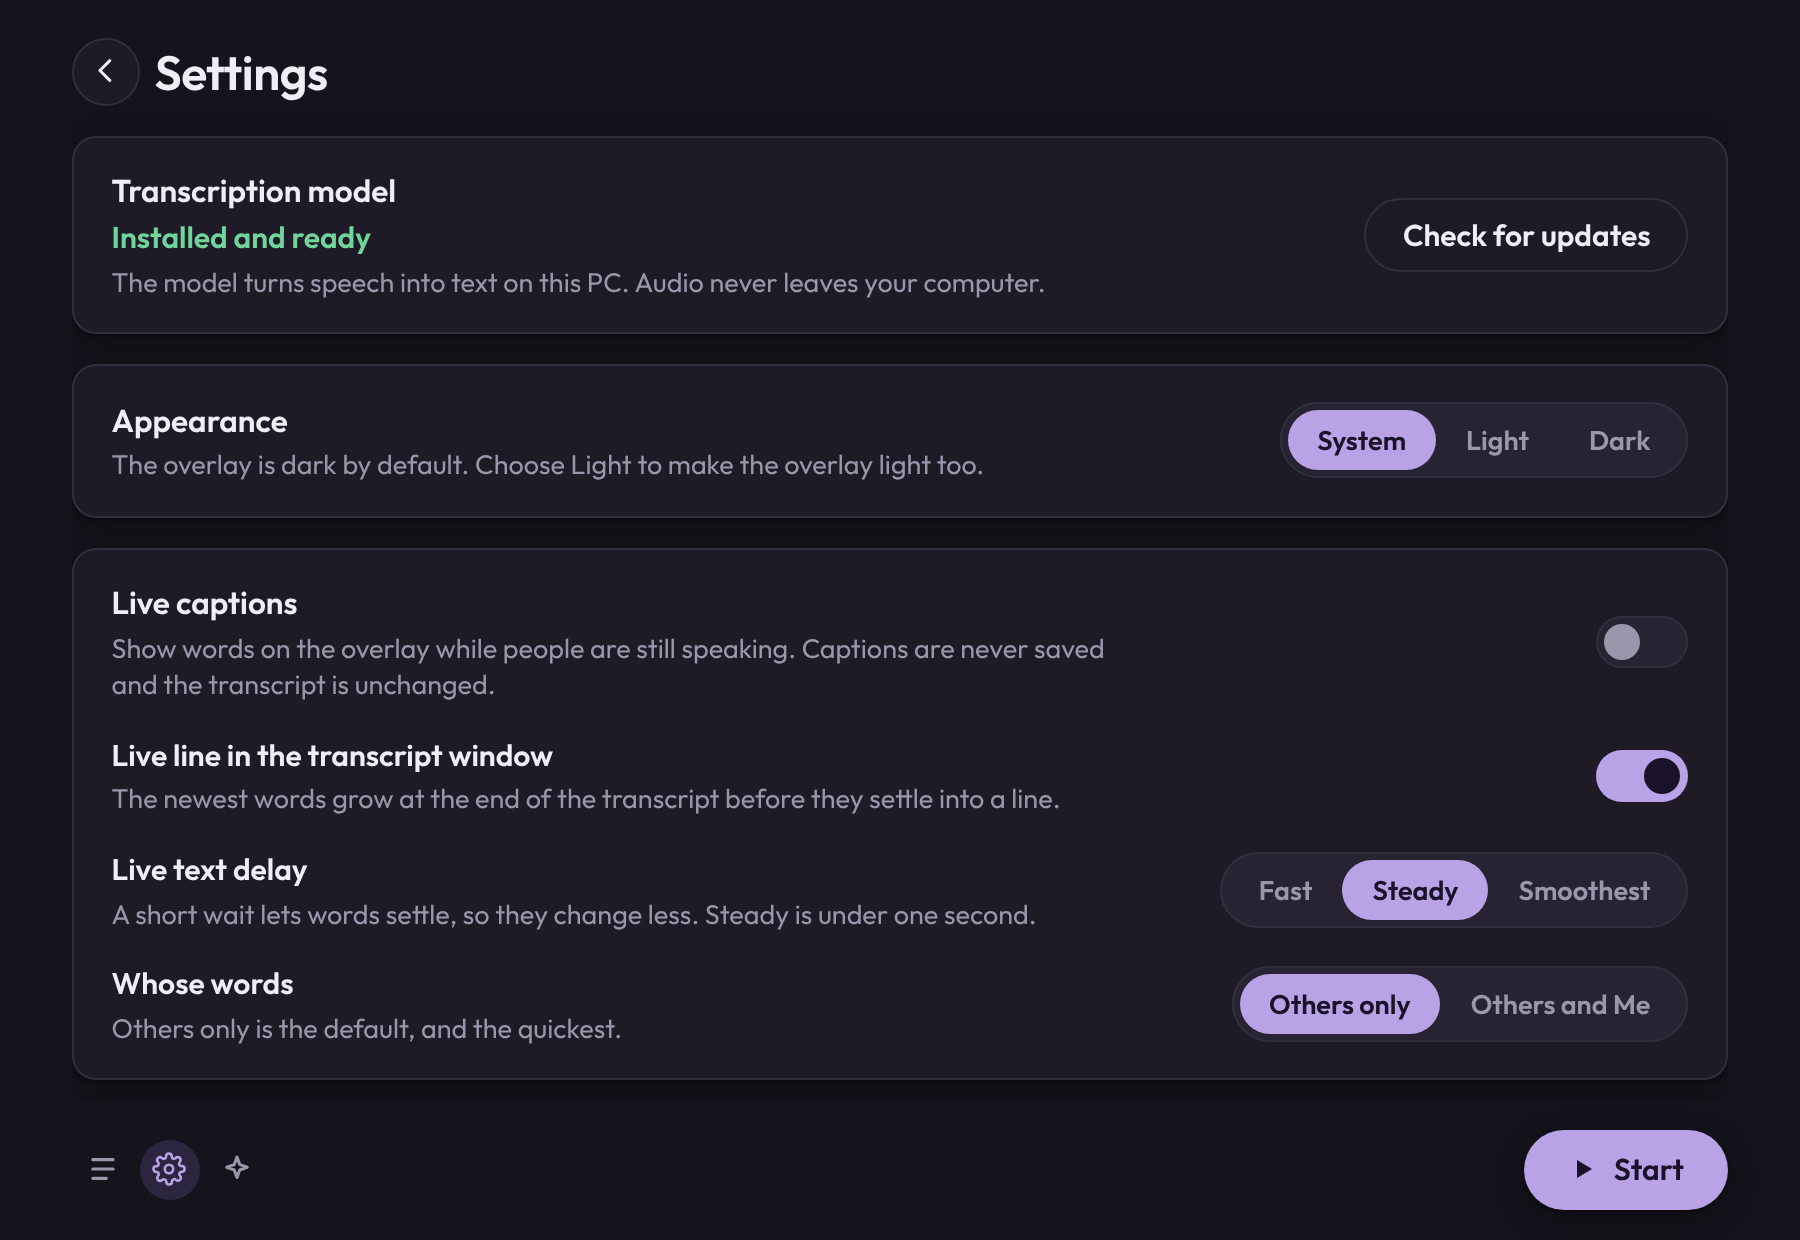 Settings
Transcription model
Installed and ready
The model turns speech into text on this PC. Audio never leaves your computer.
Check for updates
Appearance
The overlay is dark by default. Choose Light to make the overlay light too.
System Light Dark
Live captions
Show words on the overlay while people are still speaking. Captions are never saved
and the transcript is unchanged.
Live line in the transcript window
The newest words grow at the end of the transcript before they settle into a line.
Live text delay
A short wait lets words settle, so they change less. Steady is under one second.
Fast Steady Smoothest
Whose words
Others only is the default, and the quickest.
Others only Others and Me
Start